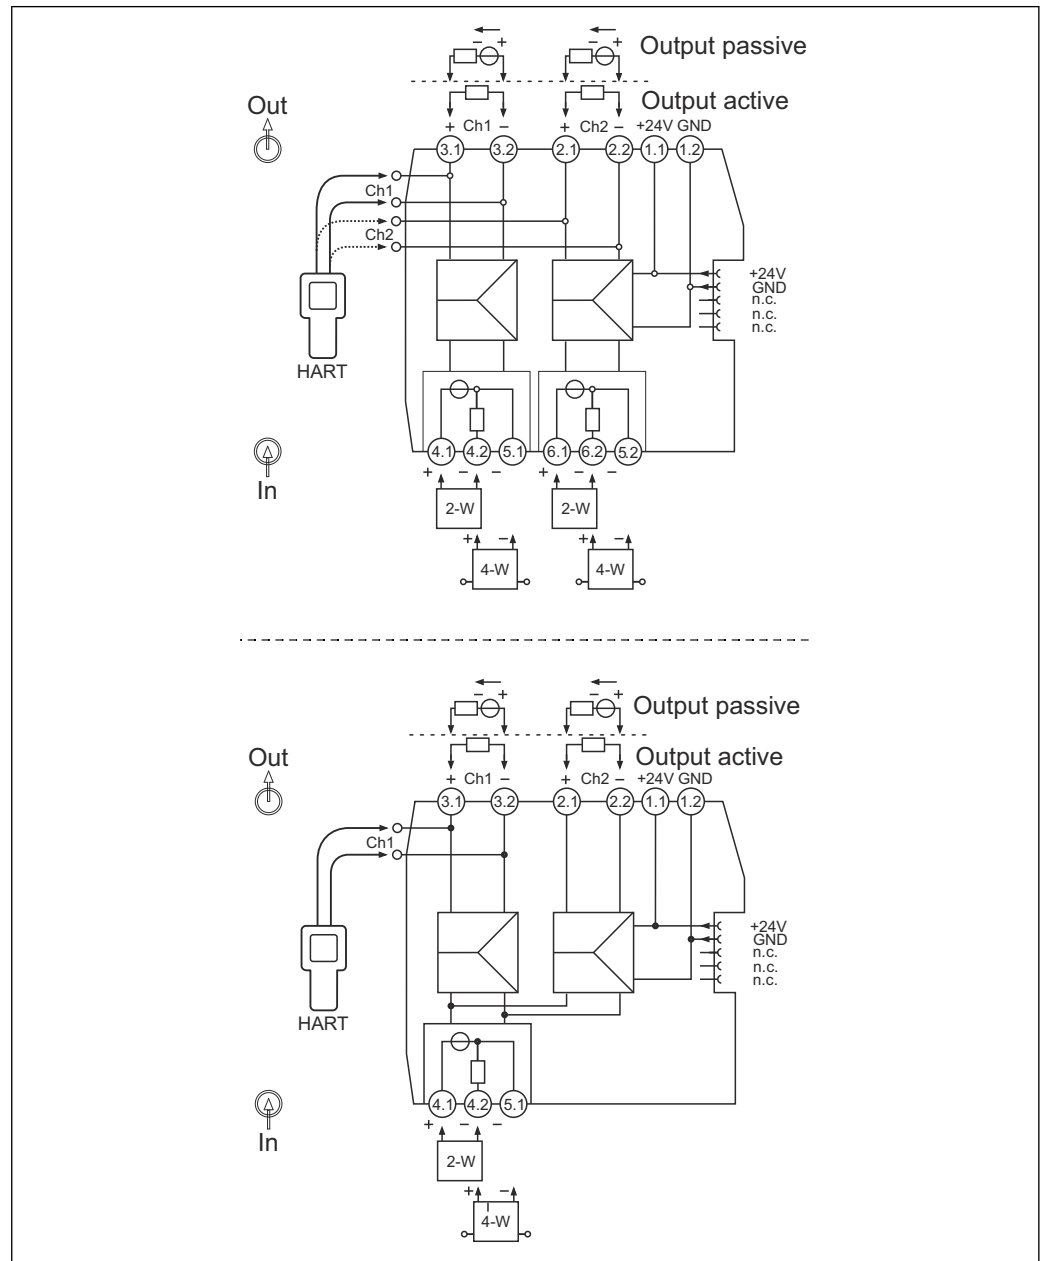 − +
− +
Output passive
Output active
Out
+ Ch1 −
+ Ch2 −
+24V GND
3.1
3.2
2.1
2.2
1.1
1.2
Ch1
Ch2
+24V
GND
n.c.
n.c.
n.c.
HART
4.1
4.2
5.1
6.1
6.2
5.2
In
+ − −
+ − −
2-W
2-W
+ −
+ −
4-W
4-W
− +
− +
Output passive
Output active
Out
+ Ch1 −
+ Ch2 −
+24V GND
3.1
3.2
2.1
2.2
1.1
1.2
Ch1
+24V
GND
n.c.
n.c.
n.c.
HART
4.1
4.2
5.1
In
+ − −
2-W
+ −
4-W